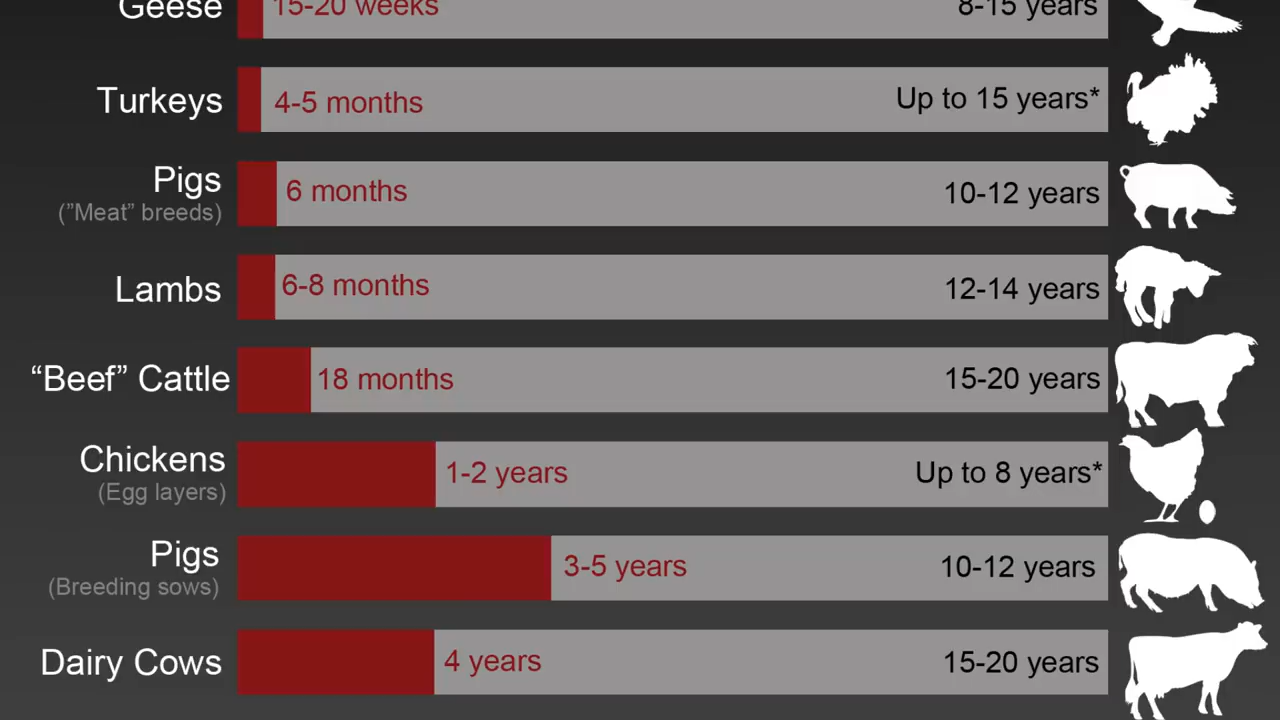 Geese 15-20 weeks 8-15 years
Turkeys 4-5 months Up to 15 years*
Pigs 6 months 10-12 years
(”Meat” breeds)
Lambs 6-8 months 12-14 years
“Beef” Cattle 18 months 15-20 years
Chickens 1-2 years Up to 8 years*
(Egg layers)
Pigs 3-5 years 10-12 years
(Breeding sows)
Dairy Cows 4 years 15-20 years